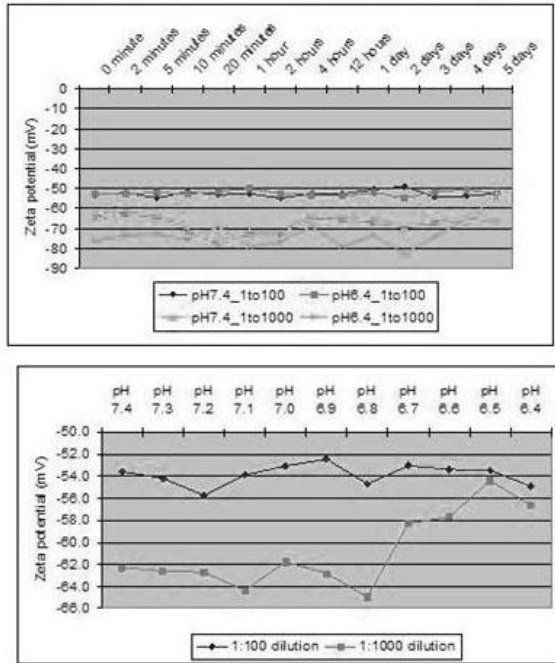 0 minute 2 minutes 5 minutes 10 minutes 20 minutes 1 hour 2 hours 4 hours 12 hours 1 day 2 days 3 days 4 days 5 days
Zeta potential (mV)
0
-10
-20
-30
-40
-50
-60
-70
-80
-90
pH7.4_1to100 pH6.4_1to100
pH7.4_1to1000 pH6.4_1to1000
pH pH pH pH pH pH pH pH pH pH pH
7.4 7.3 7.2 7.1 7.0 6.9 6.8 6.7 6.6 6.5 6.4
Zeta potential (mV)
-50.0
-52.0
-54.0
-56.0
-58.0
-60.0
-62.0
-64.0
-66.0
1:100 dilution 1:1000 dilution